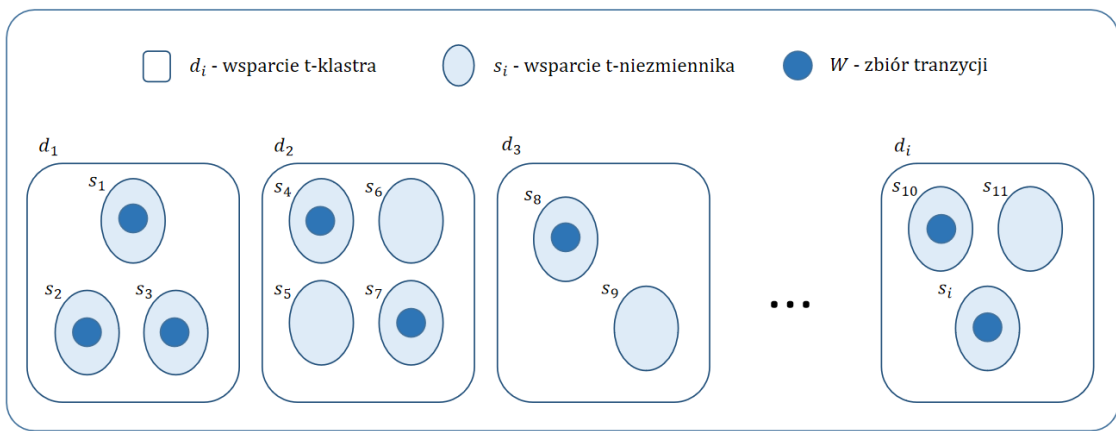 d_i - wsparcie t-klastra
s_i - wsparcie t-niezmiennika
W - zbiór tranzycji
d_1
d_2
d_3
d_i
s_1
s_4
s_6
s_8
s_10
s_11
s_2
s_3
s_5
s_7
s_9
s_i
...